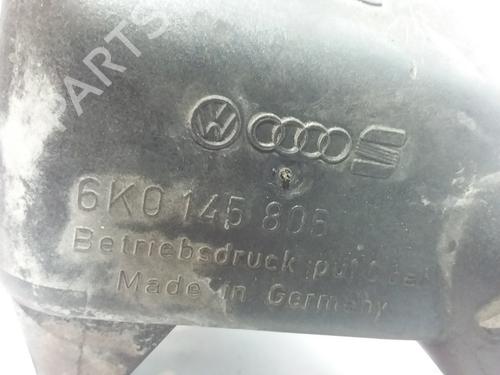 PARTS
6K0 145 805
Betriebsdruck
Made in Germany